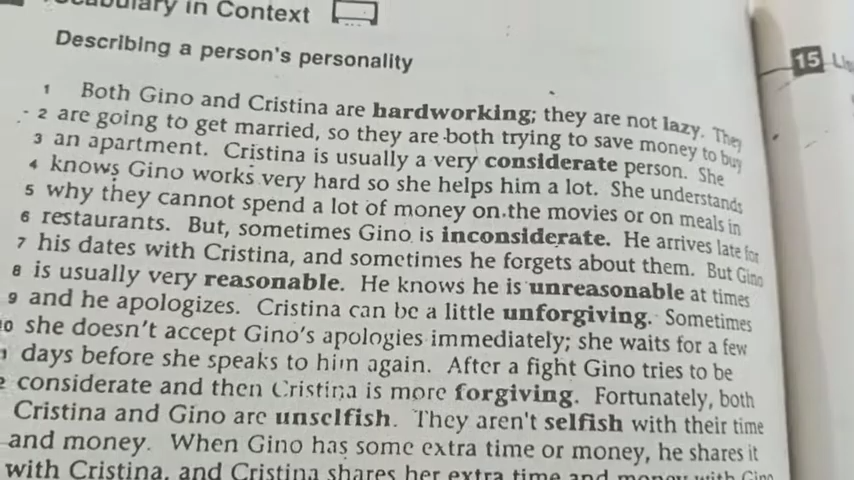 in Context
Describing a person's personality
15
1 Both Gino and Cristina are hardworking; they are not lazy. They
2 are going to get married, so they are both trying to save money to buy
3 an apartment. Cristina is usually a very considerate person. She
4 knows Gino works very hard so she helps him a lot. She understands
5 why they cannot spend a lot of money on the movies or on meals in
6 restaurants. But, sometimes Gino is inconsiderate. He arrives late for
7 his dates with Cristina, and sometimes he forgets about them. But Gino
8 is usually very reasonable. He knows he is unreasonable at times
9 and he apologizes. Cristina can be a little unforgiving. Sometimes
0 she doesn't accept Gino's apologies immediately; she waits for a few
days before she speaks to him again. After a fight Gino tries to be
2 considerate and then Cristina is more forgiving. Fortunately, both
Cristina and Gino are unselfish. They aren't selfish with their time
and money. When Gino has some extra time or money, he shares it
with Cristina, and Cristina shares her extra time and money with Gino